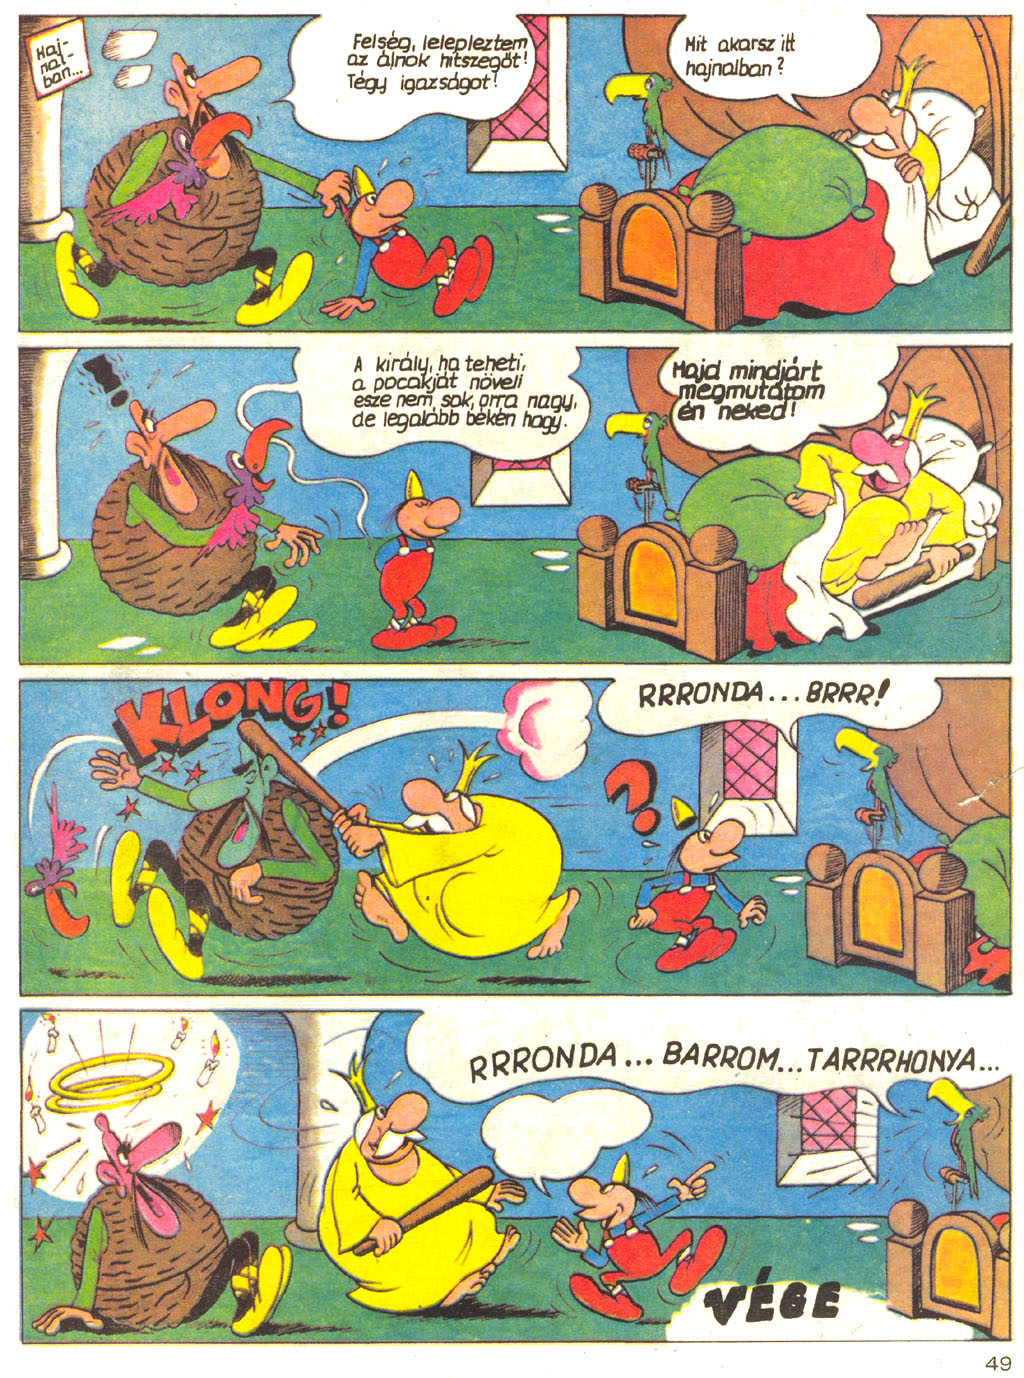 Haj-
nal-
ban...
Felség, lelepleztem
az álnok hitszegőt!
Tégy igazságot!
Mit akarsz itt
hajnalban?
A király, ha teheti,
a pocakját növeli
esze nem sok, orra nagy,
de legalább békén hagy.
Majd mindjárt
megmutatom
én neked!
KLONG!
RRRONDA...BRRR!
?
RRRONDA...BARROM...TARRRHONYA...
VÉGE
49